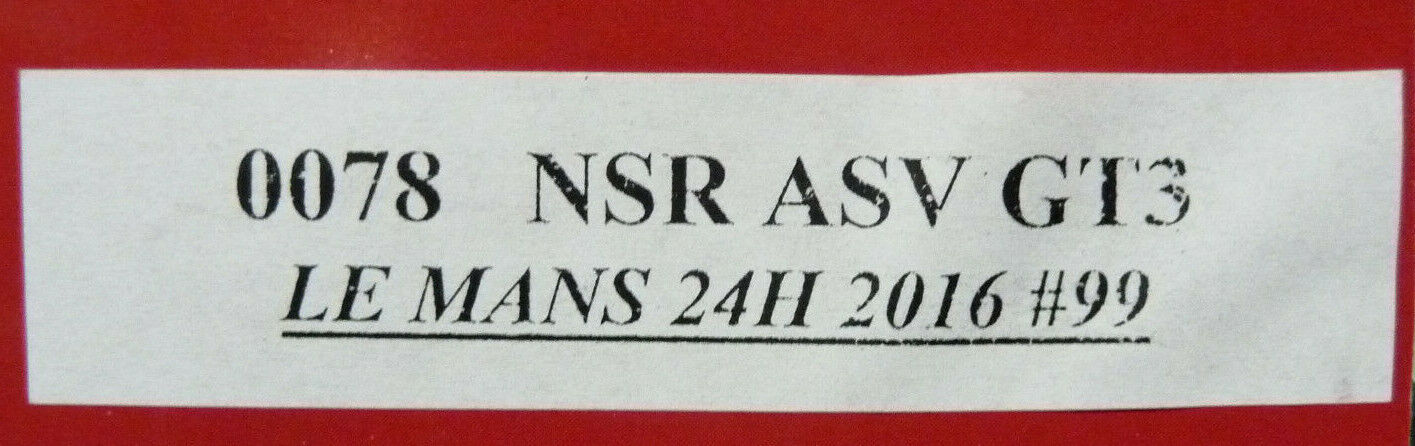 0078 NSR ASV GT3
LE MANS 24H 2016 #99